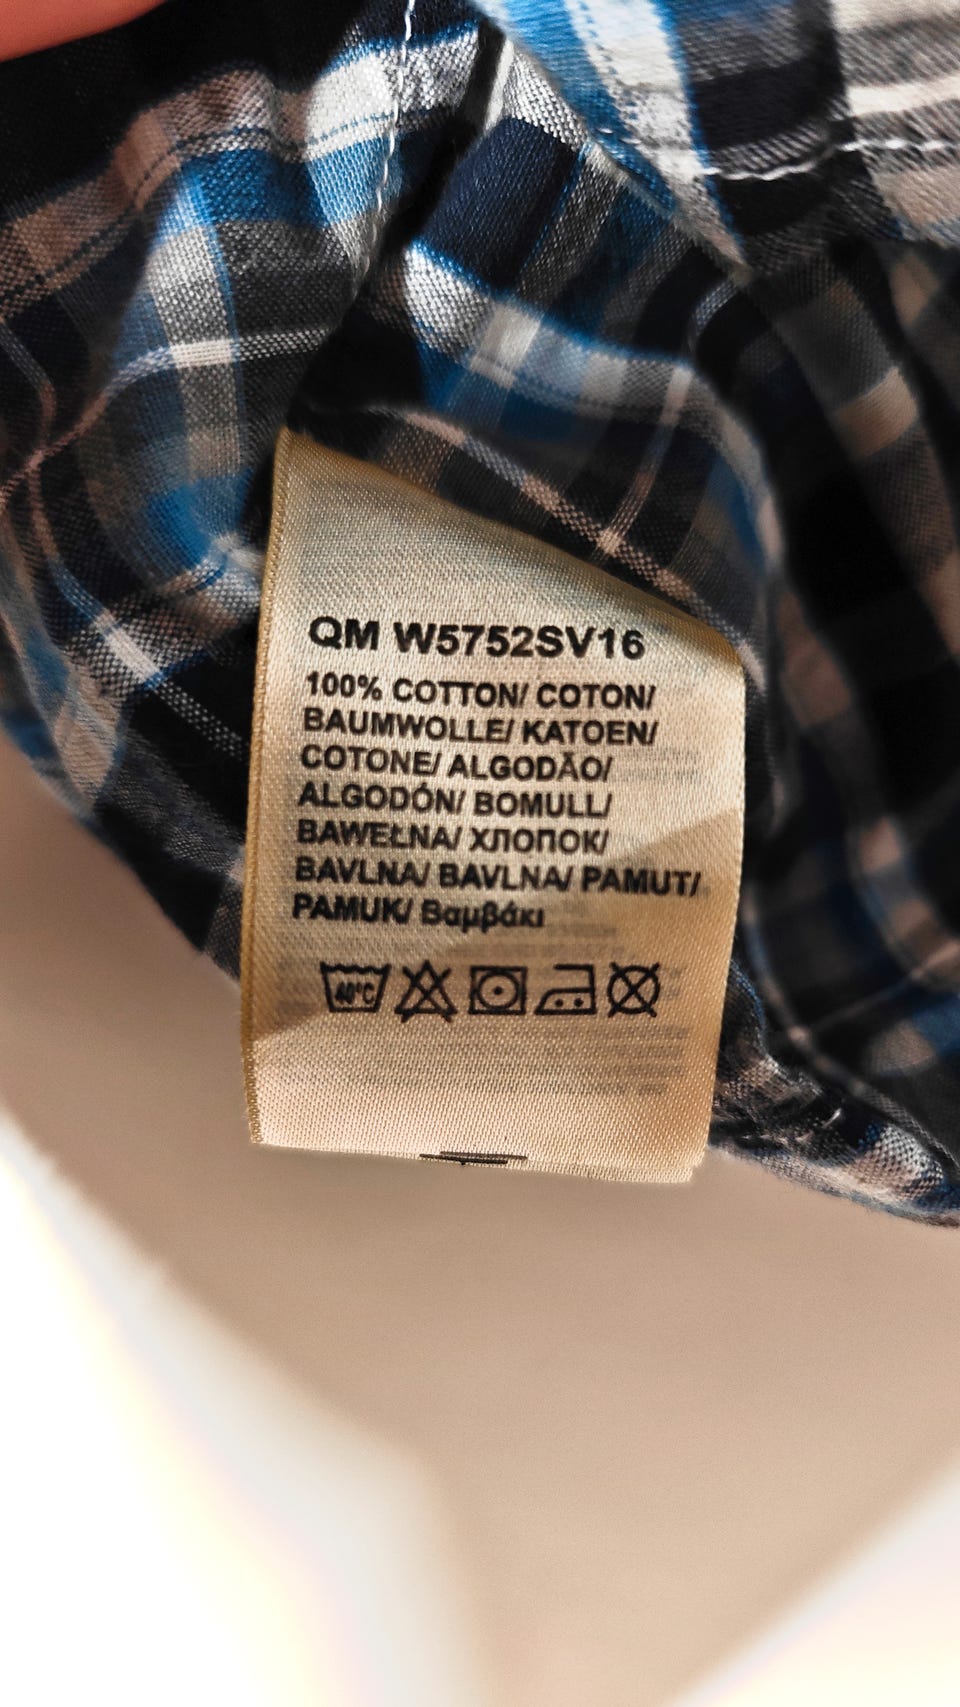 QM W5752SV16
100% COTTON/ COTON/
BAUMWOLLE/ KATOEN/
COTONE/ ALGODÃO/
ALGODÓN/ BOMULL/
BAWEŁNA/ ХЛОПОК/
BAVLNA/ BAVLNA/ PAMUT/
PAMUK/ Βαμβάκι
40°C